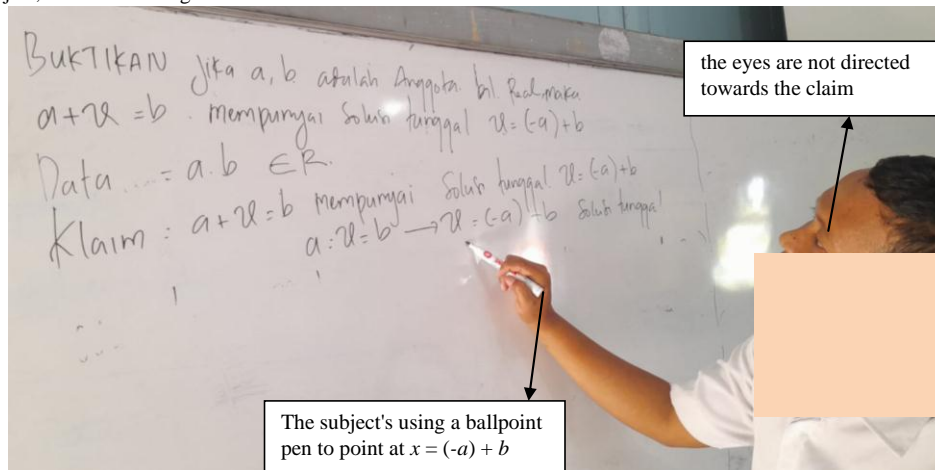 BUKTIKAN Jika a, b adalah Anggota bil. Real maka
a + x = b . mempunyai Solusi tunggal x = (-a) + b
Data .... = a.b ∈ R.
Klaim : a + x = b mempunyai Solusi tunggal x = (-a) + b
a : x = b → x = (-a) + b Solusi tunggal
the eyes are not directed
towards the claim
The subject's using a ballpoint
pen to point at x = (-a) + b